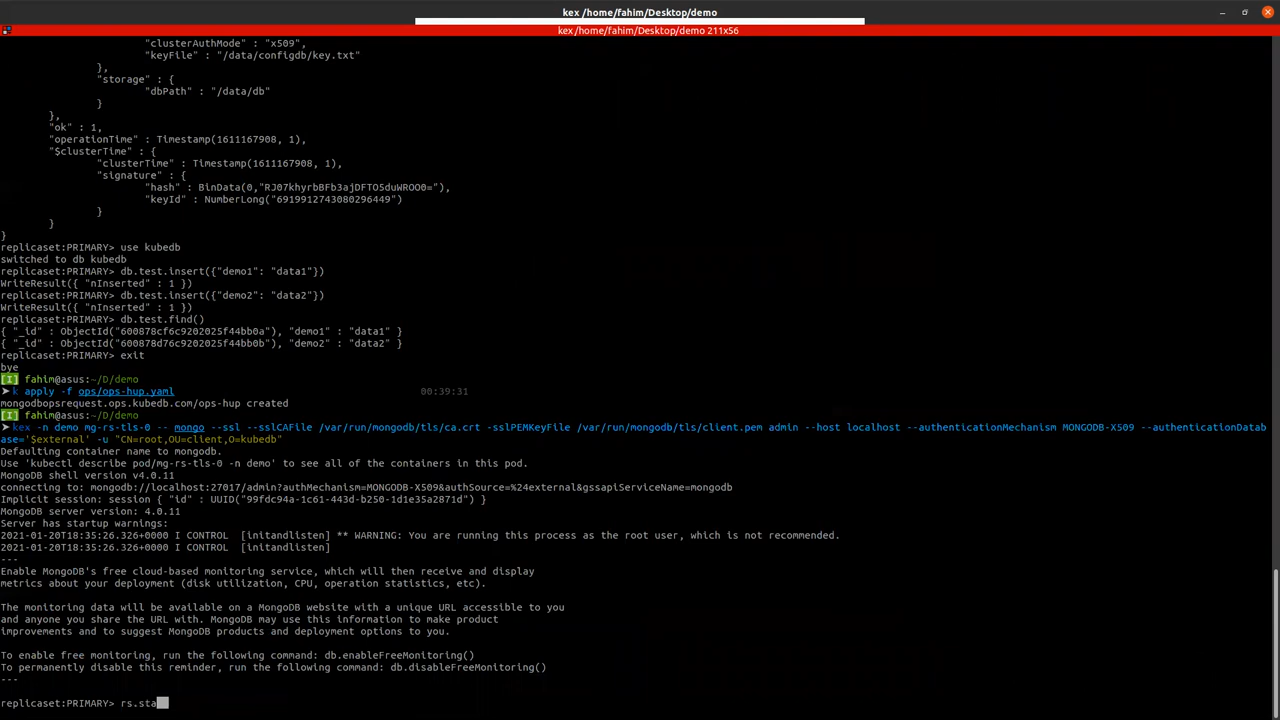 kex /home/fahim/Desktop/demo
kex /home/fahim/Desktop/demo 211x56
"clusterAuthMode" : "x509",
"keyFile" : "/data/configdb/key.txt"
},
"storage" : {
"dbPath" : "/data/db"
}
},
"ok" : 1,
"operationTime" : Timestamp(1611167908, 1),
"$clusterTime" : {
"clusterTime" : Timestamp(1611167908, 1),
"signature" : {
"hash" : BinData(0,"RJ07khyrbBFb3ajDFTO5duWROO0="),
"keyId" : NumberLong("6919912743080296449")
}
}
}
replicaset:PRIMARY> use kubedb
switched to db kubedb
replicaset:PRIMARY> db.test.insert({"demo1": "data1"})
WriteResult({ "nInserted" : 1 })
replicaset:PRIMARY> db.test.insert({"demo2": "data2"})
WriteResult({ "nInserted" : 1 })
replicaset:PRIMARY> db.test.find()
{ "_id" : ObjectId("600878cf6c9202025f44bb0a"), "demo1" : "data1" }
{ "_id" : ObjectId("600878d76c9202025f44bb0b"), "demo2" : "data2" }
replicaset:PRIMARY> exit
bye
[I] fahim@asus:~/D/demo
➤ k apply -f ops/ops-hup.yaml 00:39:31
mongodbopsrequest.ops.kubedb.com/ops-hup created
[I] fahim@asus:~/D/demo
➤ kex -n demo mg-rs-tls-0 -- mongo --ssl --sslCAFile /var/run/mongodb/tls/ca.crt -sslPEMKeyFile /var/run/mongodb/tls/client.pem admin --host localhost --authenticationMechanism MONGODB-X509 --authenticationDatab
ase='$external' -u "CN=root,OU=client,O=kubedb"
Defaulting container name to mongodb.
Use 'kubectl describe pod/mg-rs-tls-0 -n demo' to see all of the containers in this pod.
MongoDB shell version v4.0.11
connecting to: mongodb://localhost:27017/admin?authMechanism=MONGODB-X509&authSource=%24external&gssapiServiceName=mongodb
Implicit session: session { "id" : UUID("99fdc94a-1c61-443d-b250-1d1e35a2871d") }
MongoDB server version: 4.0.11
Server has startup warnings:
2021-01-20T18:35:26.326+0000 I CONTROL  [initandlisten] ** WARNING: You are running this process as the root user, which is not recommended.
2021-01-20T18:35:26.326+0000 I CONTROL  [initandlisten]
---
Enable MongoDB's free cloud-based monitoring service, which will then receive and display
metrics about your deployment (disk utilization, CPU, operation statistics, etc).
The monitoring data will be available on a MongoDB website with a unique URL accessible to you
and anyone you share the URL with. MongoDB may use this information to make product
improvements and to suggest MongoDB products and deployment options to you.
To enable free monitoring, run the following command: db.enableFreeMonitoring()
To permanently disable this reminder, run the following command: db.disableFreeMonitoring()
---
replicaset:PRIMARY> rs.sta